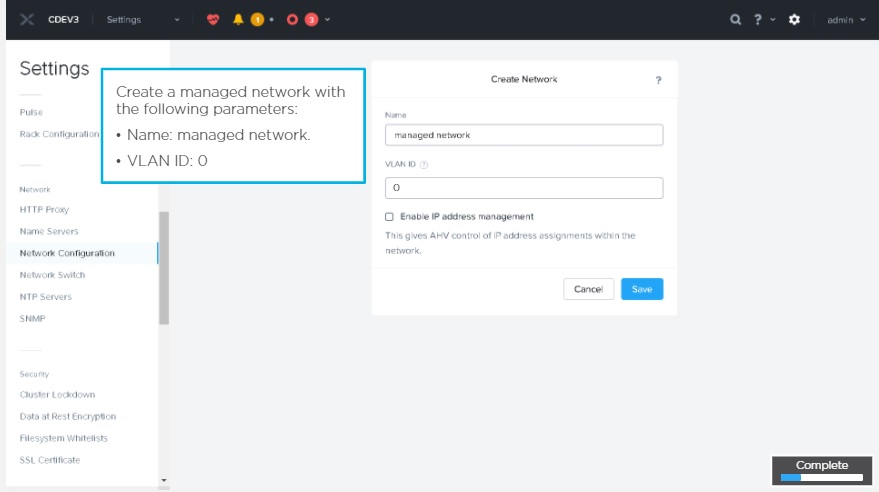 CDEV3
Settings
1
3
?
admin
Settings
Pulse
Rack Configuration
Create a managed network with
the following parameters:
• Name: managed network.
• VLAN ID: 0
Network
HTTP Proxy
Name Servers
Network Configuration
Network Switch
NTP Servers
SNMP
Security
Cluster Lockdown
Data at Rest Encryption
Filesystem Whitelists
SSL Certificate
Create Network
?
Name
managed network
VLAN ID ?
0
Enable IP address management
This gives AHV control of IP address assignments within the
network.
Cancel
Save
Complete